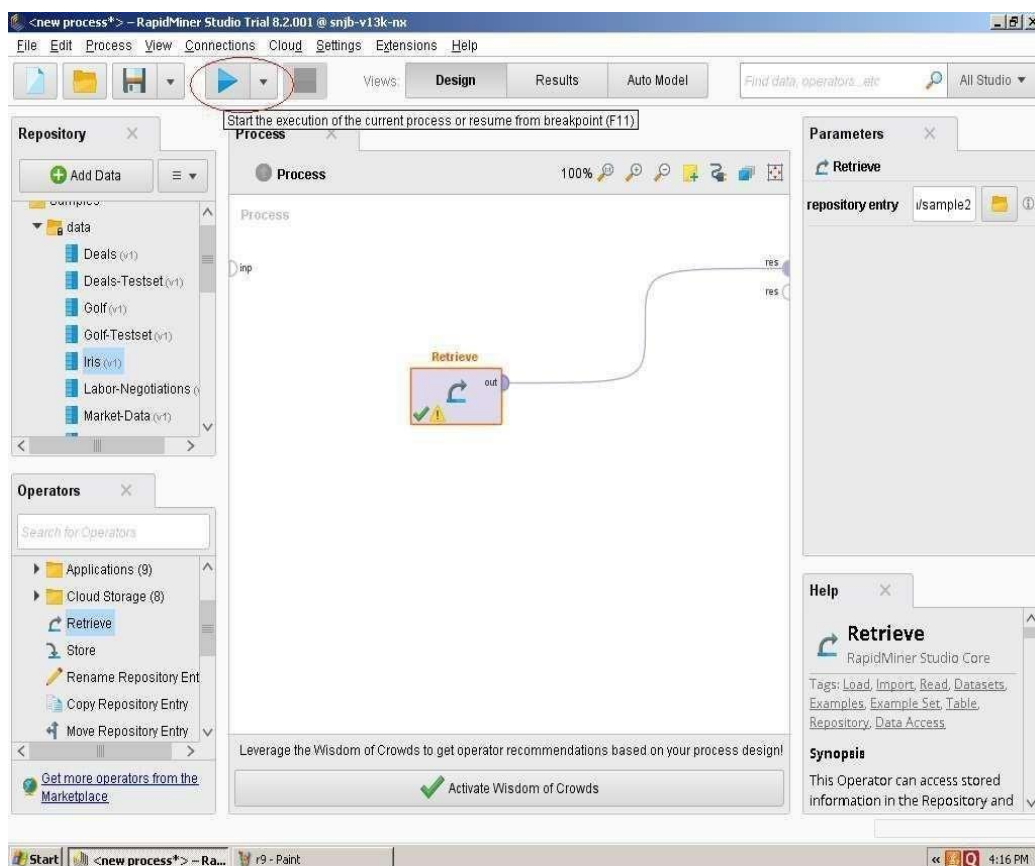 <new process*> – RapidMiner Studio Trial 8.2.001 @ snjb-v13k-nx
File Edit Process View Connections Cloud Settings Extensions Help
Views: Design Results Auto Model Find data, operators...etc All Studio
Start the execution of the current process or resume from breakpoint (F11)
Repository
Add Data
Samples
data
Deals (v1)
Deals-Testset (v1)
Golf (v1)
Golf-Testset (v1)
Iris (v1)
Labor-Negotiations (v
Market-Data (v1)
Operators
Search for Operators
Applications (9)
Cloud Storage (8)
Retrieve
Store
Rename Repository Ent
Copy Repository Entry
Move Repository Entry
Get more operators from the
Marketplace
Process
Process
100%
Process
inp
res
res
Retrieve
out
Leverage the Wisdom of Crowds to get operator recommendations based on your process design!
Activate Wisdom of Crowds
Parameters
Retrieve
repository entry
/sample2
Help
Retrieve
RapidMiner Studio Core
Tags: Load, Import, Read, Datasets,
Examples, Example Set, Table,
Repository, Data Access
Synopsis
This Operator can access stored
information in the Repository and
Start <new process*> – Ra... r9 - Paint « Q 4:16 PM